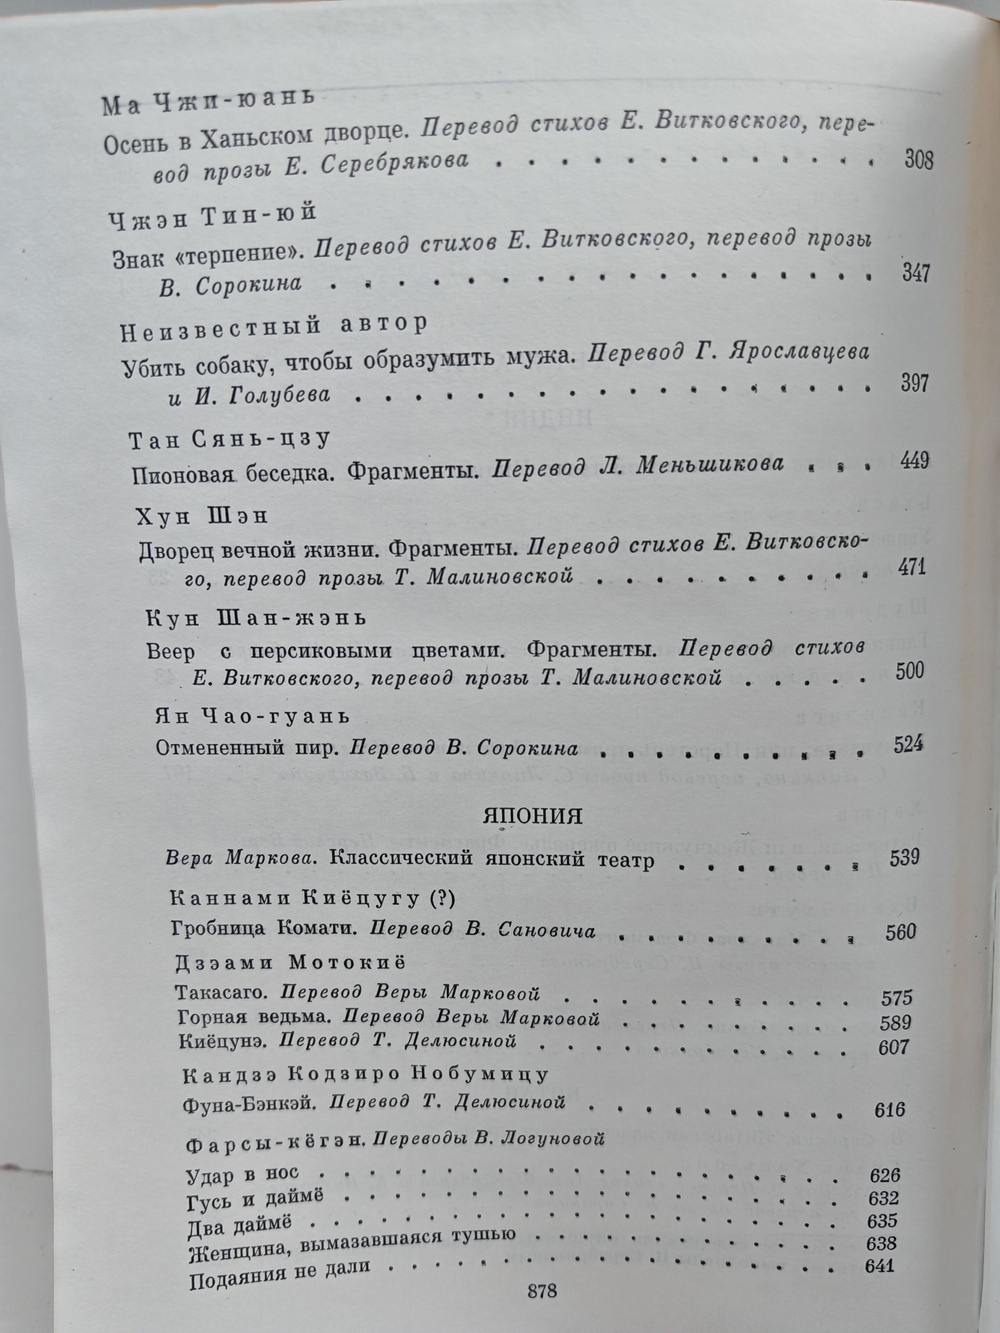 Ма Чжи-юань
Осень в Ханьском дворце. Перевод стихов Е. Витковского, пере-
вод прозы Е. Серебрякова . . . . . . . . . . . . . 308
Чжэн Тин-юй
Знак «терпение». Перевод стихов Е. Витковского, перевод прозы
В. Сорокина . . . . . . . . . . . . . . . . . 347
Неизвестный автор
Убить собаку, чтобы образумить мужа. Перевод Г. Ярославцева
и И. Голубева . . . . . . . . . . . . . . . . . 397
Тан Сянь-цзу
Пионовая беседка. Фрагменты. Перевод Л. Меньшикова . . . 449
Хун Шэн
Дворец вечной жизни. Фрагменты. Перевод стихов Е. Витковско-
го, перевод прозы Т. Малиновской . . . . . . . . . . 471
Кун Шан-жэнь
Веер с персиковыми цветами. Фрагменты. Перевод стихов
Е. Витковского, перевод прозы Т. Малиновской . . . . . 500
Ян Чао-гуань
Отмененный пир. Перевод В. Сорокина . . . . . . . . . . 524
ЯПОНИЯ
Вера Маркова. Классический японский театр . . . . . . . 539
Каннами Киёцугу (?)
Гробница Комати. Перевод В. Сановича . . . . . . . . . 560
Дзэами Мотокиё
Такасаго. Перевод Веры Марковой . . . . . . . . . . 575
Горная ведьма. Перевод Веры Марковой . . . . . . . . 589
Киёцунэ. Перевод Т. Делюсиной . . . . . . . . . . . 607
Кандзэ Кодзиро Нобумицу
Фуна-Бэнкэй. Перевод Т. Делюсиной . . . . . . . . . . 616
Фарсы-кёгэн. Переводы В. Логуновой
Удар в нос . . . . . . . . . . . . . . . . . . . . 626
Гусь и даймё . . . . . . . . . . . . . . . . . . . 632
Два даймё . . . . . . . . . . . . . . . . . . . . 635
Женщина, вымазавшаяся тушью . . . . . . . . . . . . 638
Подаяния не дали . . . . . . . . . . . . . . . . . 641
878